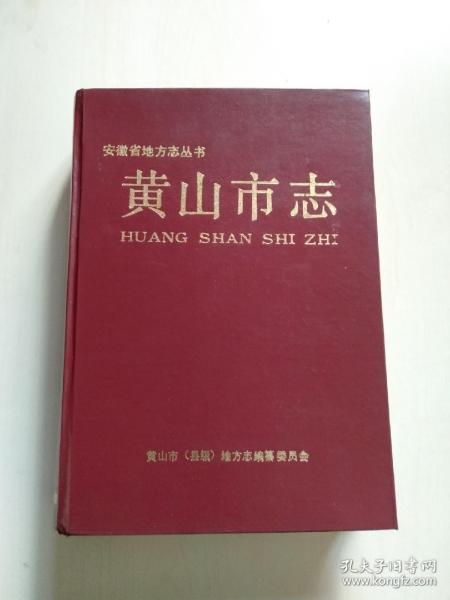 安徽省地方志丛书
黄山市志
HUANG SHAN SHI ZHI
黄山市（县级）地方志编纂委员会
孔夫子旧书网
www.kongfz.com